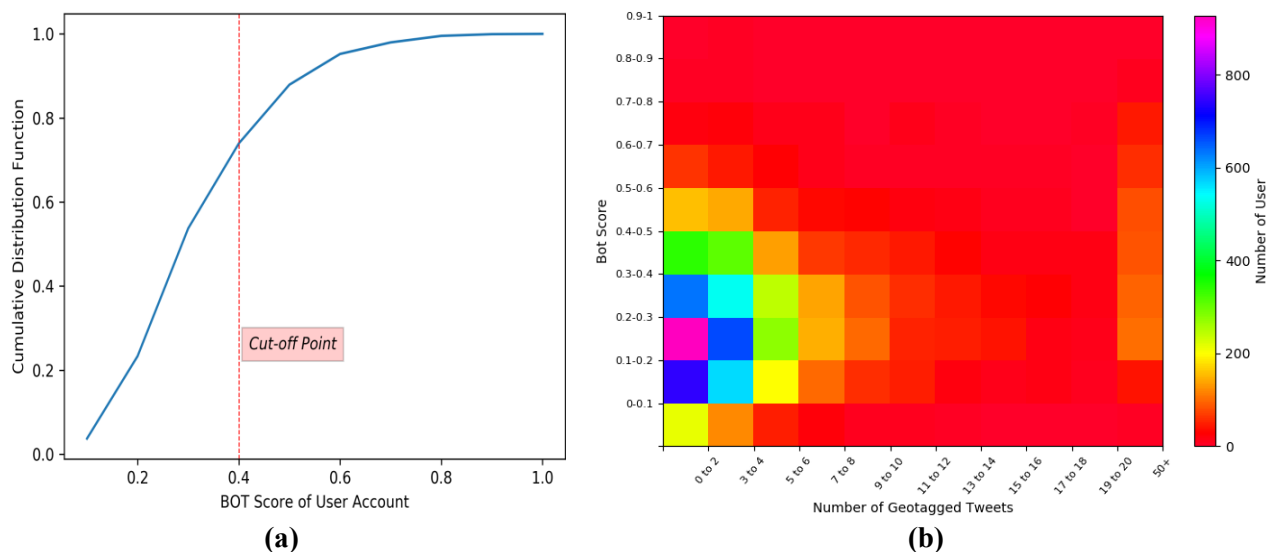 1.0
0.8
0.6
0.4
0.2
0.0
Cumulative Distribution Function
Cut-off Point
0.2 0.4 0.6 0.8 1.0
BOT Score of User Account
(a)
0.9-1
0.8-0.9
0.7-0.8
0.6-0.7
0.5-0.6
0.4-0.5
0.3-0.4
0.2-0.3
0.1-0.2
0-0.1
Bot Score
0 to 2 3 to 4 5 to 6 7 to 8 9 to 10 11 to 12 13 to 14 15 to 16 17 to 18 19 to 20 50+
Number of Geotagged Tweets
800
600
400
200
0
Number of User
(b)